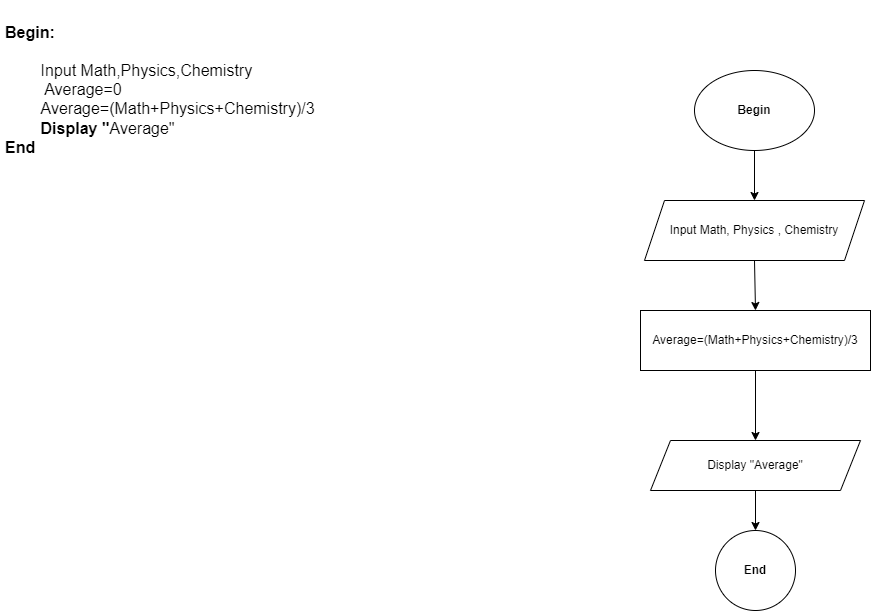 Begin:
Input Math,Physics,Chemistry
Average=0
Average=(Math+Physics+Chemistry)/3
Display "Average"
End
Begin
Input Math, Physics , Chemistry
Average=(Math+Physics+Chemistry)/3
Display "Average"
End